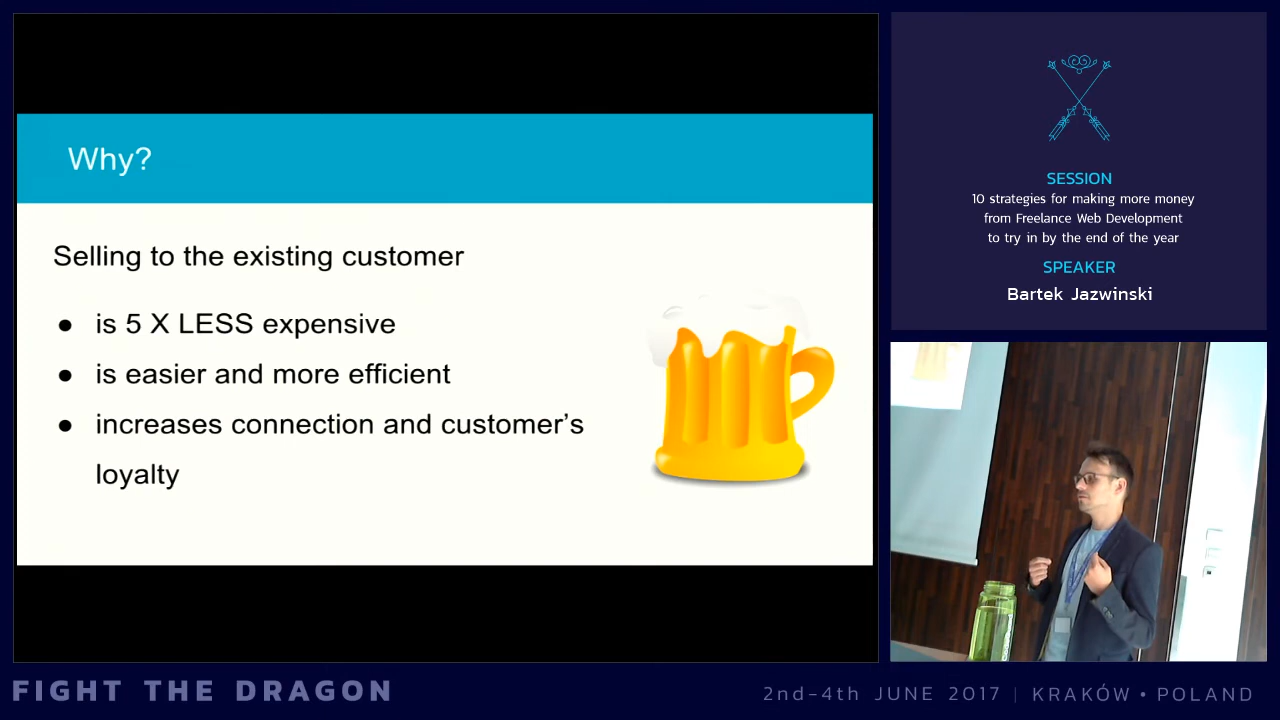 Why?
Selling to the existing customer
● is 5 X LESS expensive
● is easier and more efficient
● increases connection and customer’s
loyalty
SESSION
10 strategies for making more money
from Freelance Web Development
to try in by the end of the year
SPEAKER
Bartek Jazwinski
FIGHT THE DRAGON
2nd-4th JUNE 2017 | KRAKÓW • POLAND